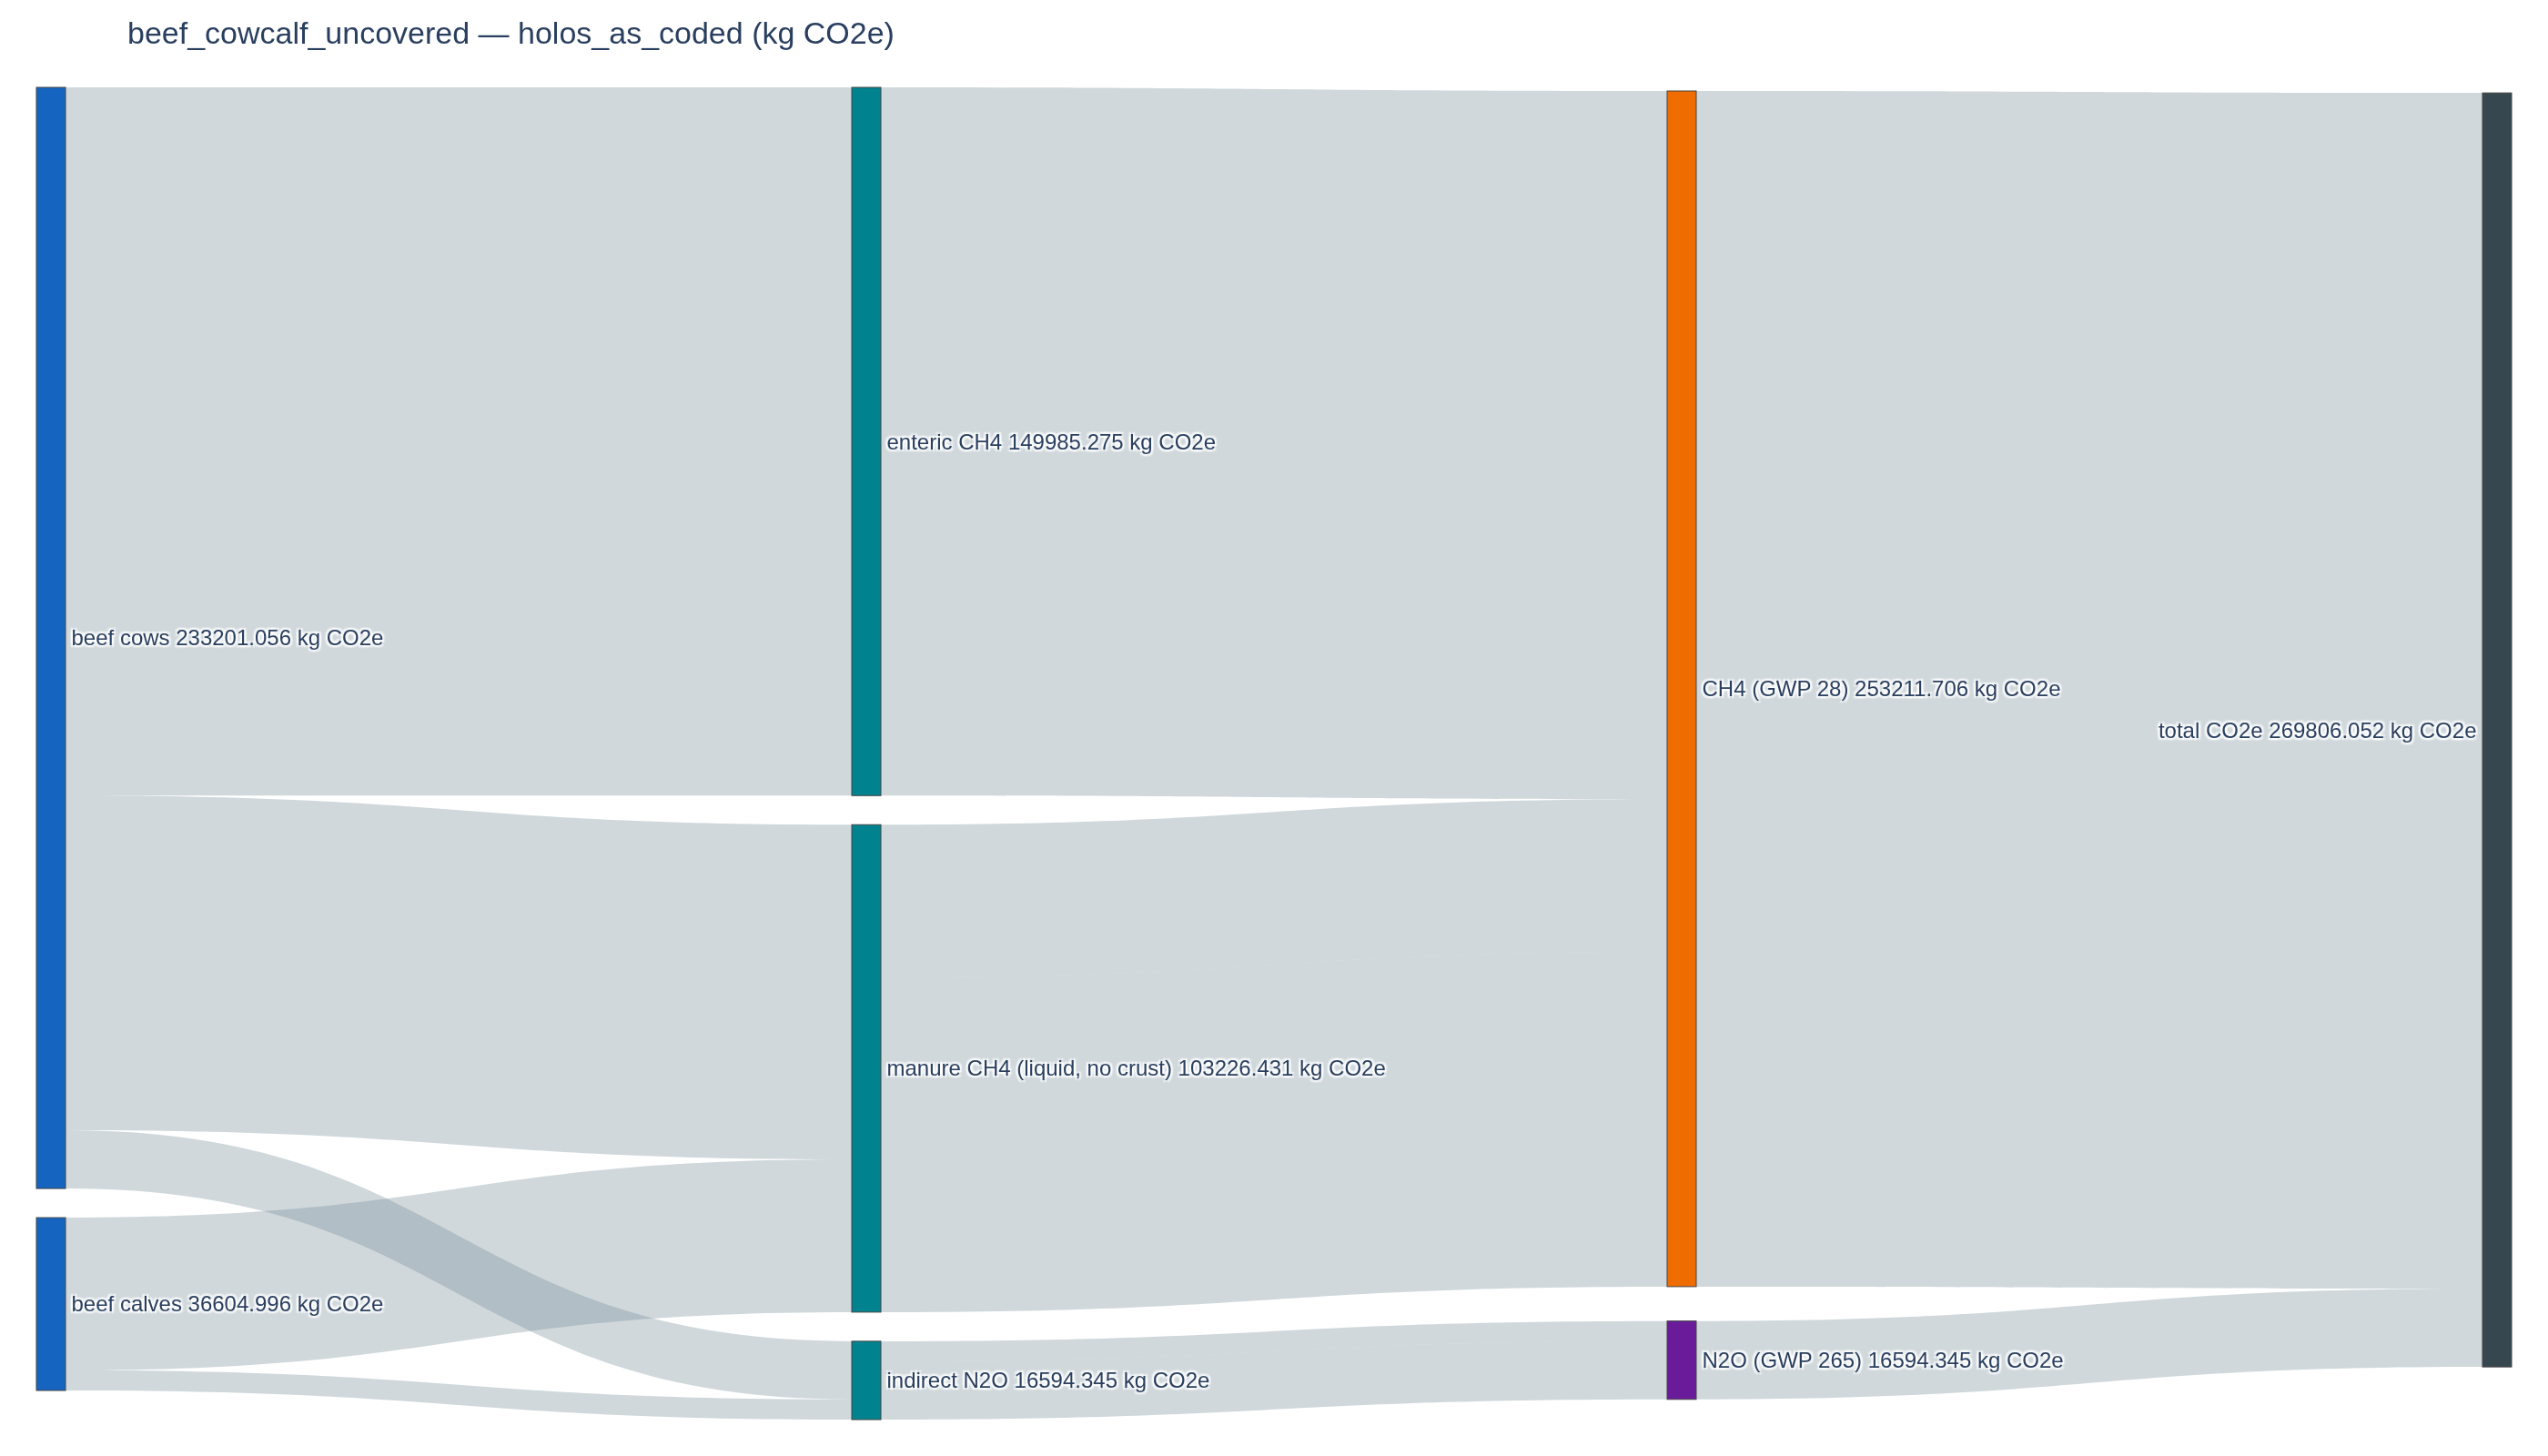 beef_cowcalf_uncovered — holos_as_coded (kg CO2e)
enteric CH4 149985.275 kg CO2e
beef cows 233201.056 kg CO2e
CH4 (GWP 28) 253211.706 kg CO2e
total CO2e 269806.052 kg CO2e
manure CH4 (liquid, no crust) 103226.431 kg CO2e
beef calves 36604.996 kg CO2e
N2O (GWP 265) 16594.345 kg CO2e
indirect N2O 16594.345 kg CO2e